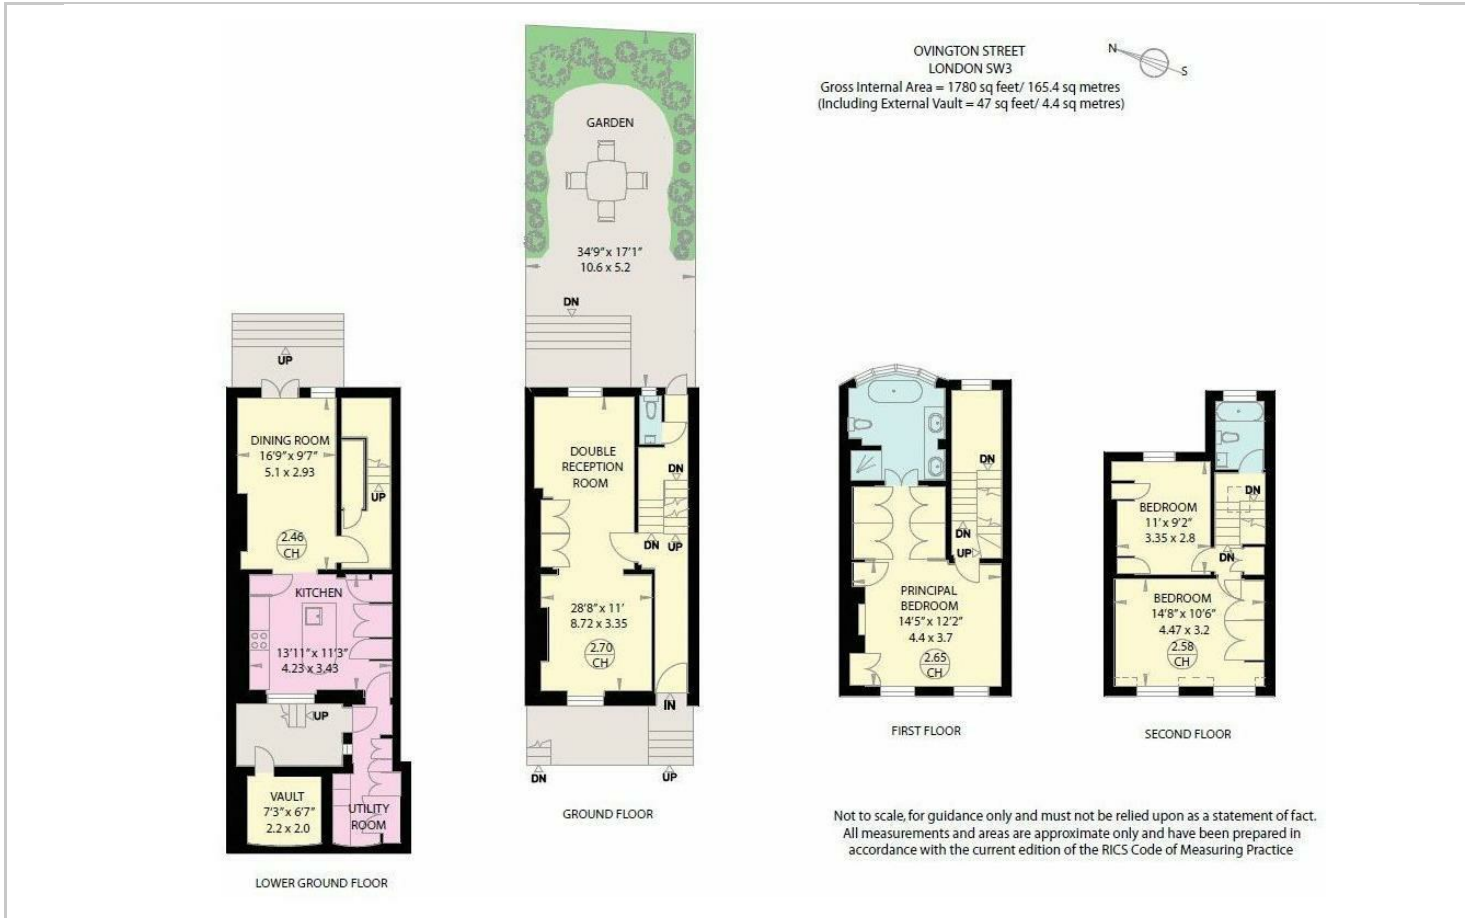 OVINGTON STREET
LONDON SW3
Gross Internal Area = 1780 sq feet/ 165.4 sq metres
(Including External Vault = 47 sq feet/ 4.4 sq metres)
N
S
UP
DINING ROOM
16'9" x 9'7"
5.1 x 2.93
UP
2.46
CH
KITCHEN
13'11" x 11'3"
4.23 x 3.43
UP
VAULT
7'3" x 6'7"
2.2 x 2.0
UTILITY
ROOM
LOWER GROUND FLOOR
GARDEN
34'9" x 17'1"
10.6 x 5.2
DN
DOUBLE
RECEPTION
ROOM
DN
DN
UP
28'8" x 11'
8.72 x 3.35
2.70
CH
IN
DN
UP
GROUND FLOOR
DN
DN
UP
PRINCIPAL
BEDROOM
14'5" x 12'2"
4.4 x 3.7
2.65
CH
FIRST FLOOR
DN
BEDROOM
11' x 9'2"
3.35 x 2.8
DN
BEDROOM
14'8" x 10'6"
4.47 x 3.2
2.58
CH
SECOND FLOOR
Not to scale, for guidance only and must not be relied upon as a statement of fact.
All measurements and areas are approximate only and have been prepared in
accordance with the current edition of the RICS Code of Measuring Practice